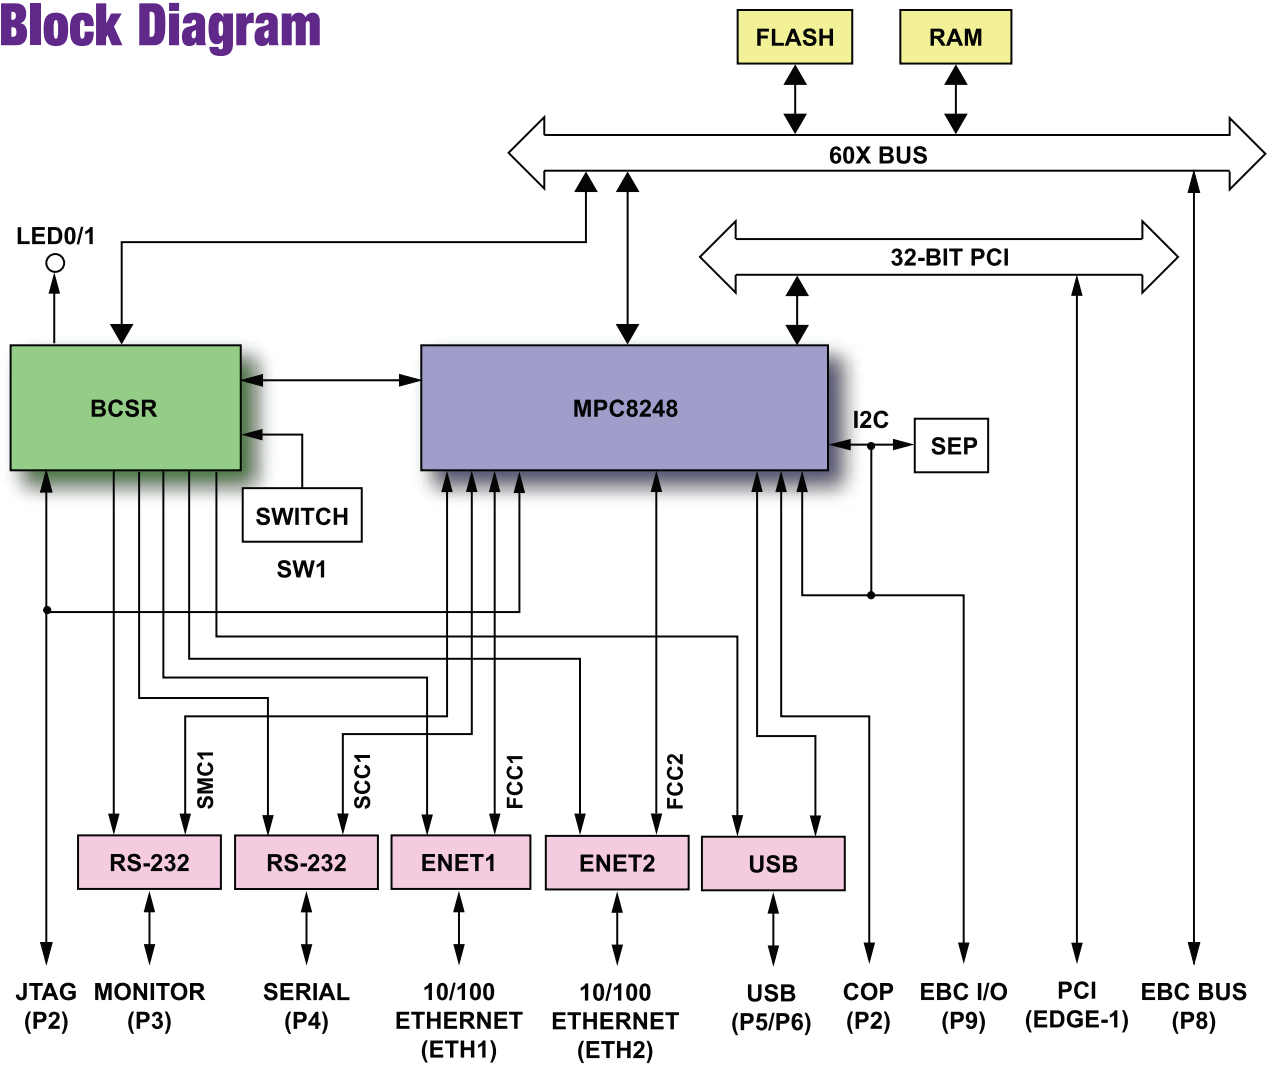 Block Diagram
FLASH
RAM
60X BUS
LED0/1
32-BIT PCI
BCSR
MPC8248
I2C
SEP
SWITCH
SW1
SMC1
SCC1
FCC1
FCC2
RS-232
RS-232
ENET1
ENET2
USB
JTAG
(P2)
MONITOR
(P3)
SERIAL
(P4)
10/100
ETHERNET
(ETH1)
10/100
ETHERNET
(ETH2)
USB
(P5/P6)
COP
(P2)
EBC I/O
(P9)
PCI
(EDGE-1)
EBC BUS
(P8)